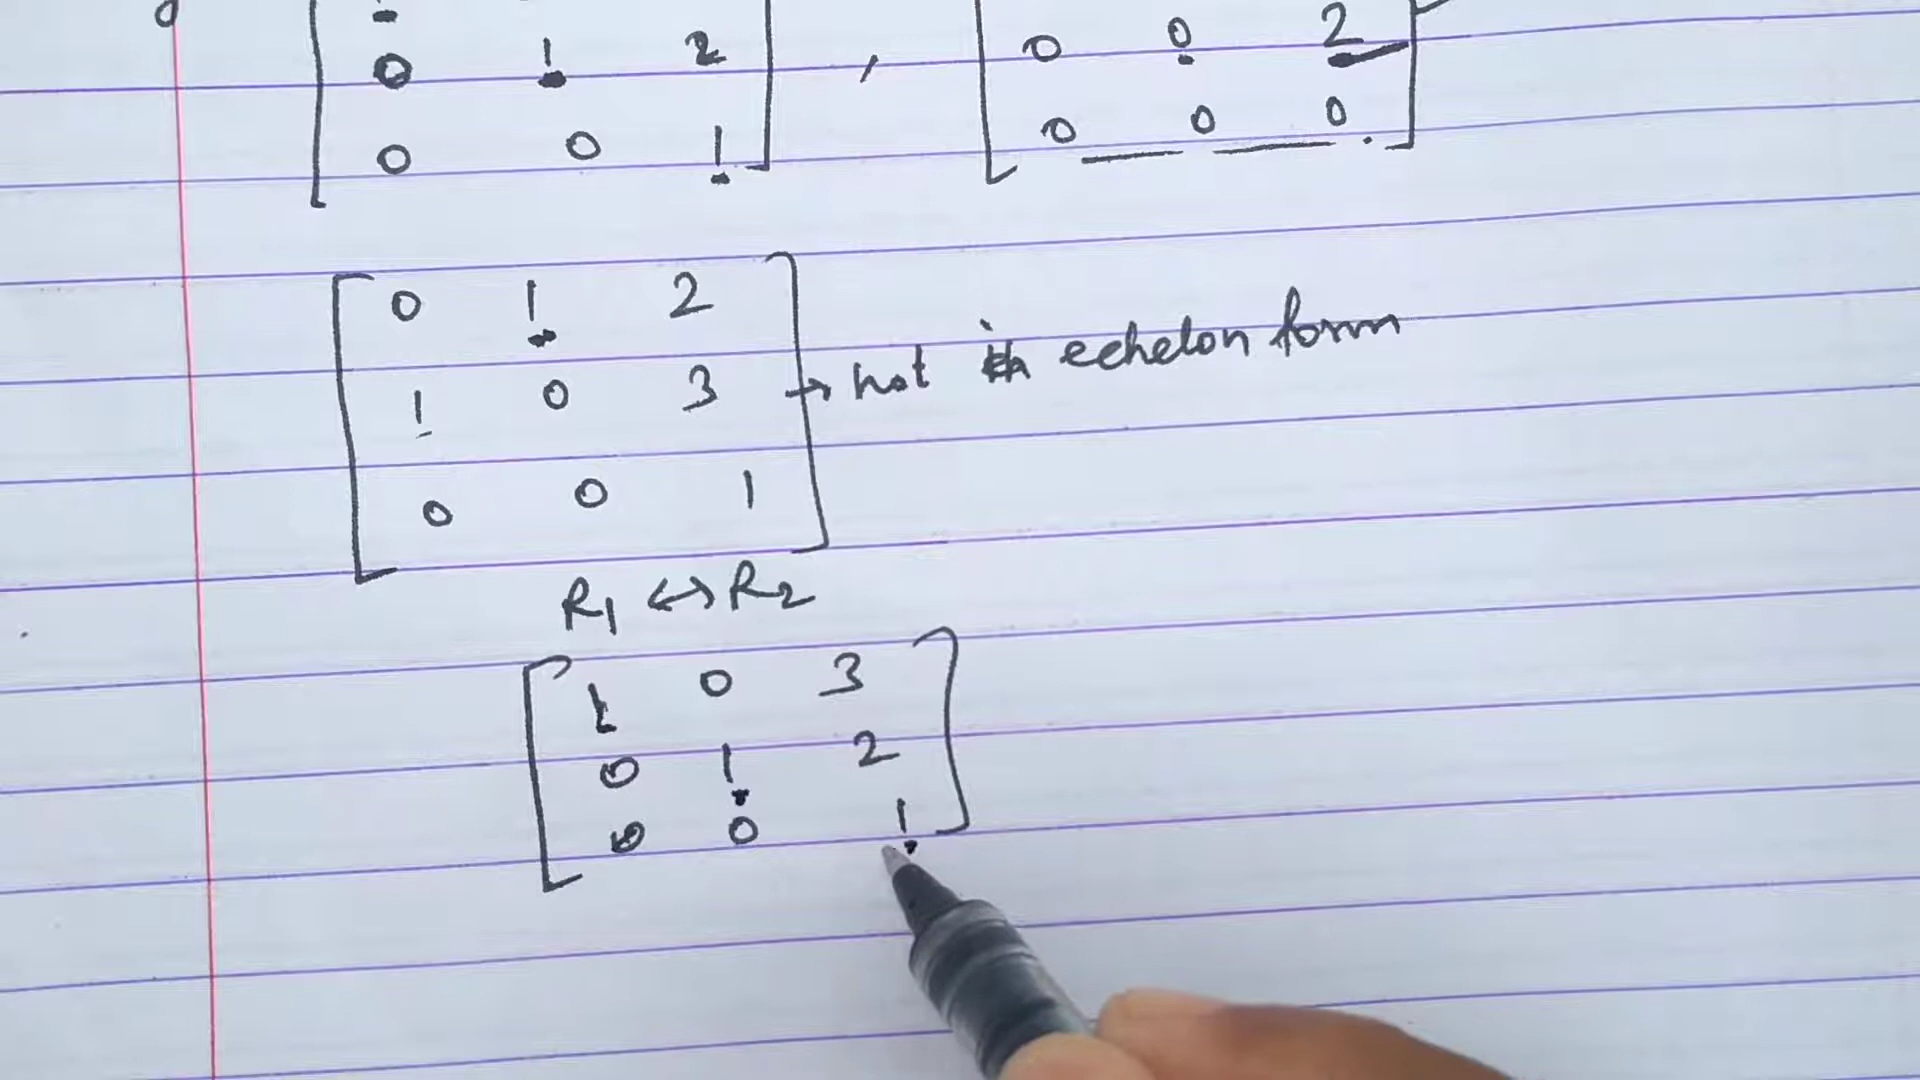 0 1 2 , 0 0 2
0 0 1 0 0 0
0 1 2
1 0 3 → not in echelon form
0 0 1
R1 ↔ R2
1 0 3
0 1 2
0 0 1